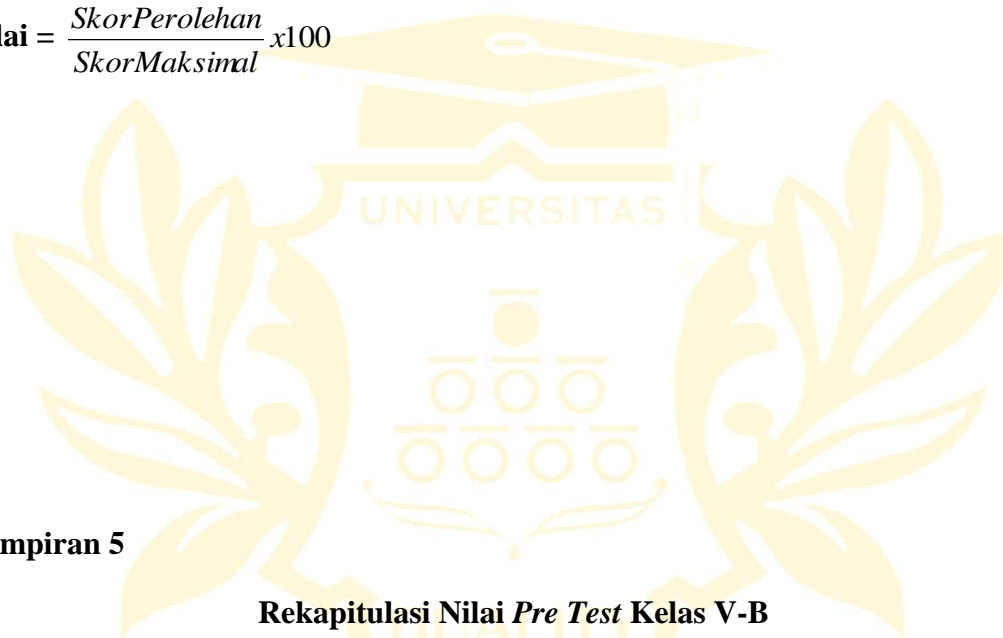 lai = SkorPerolehan
SkorMaksimal x100
UNIVERSITAS
mpiran 5
Rekapitulasi Nilai Pre Test Kelas V-B